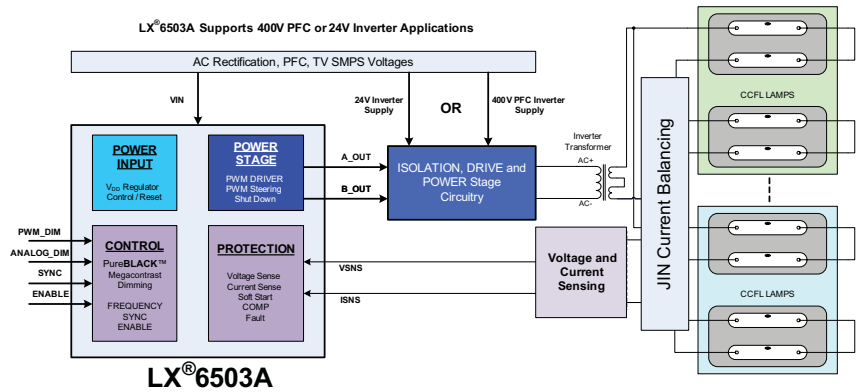 LX®6503A Supports 400V PFC or 24V Inverter Applications
AC Rectification, PFC, TV SMPS Voltages
VIN
24V Inverter
Supply
OR
400V PFC Inverter
Supply
POWER
INPUT
VDD Regulator
Control / Reset
POWER
STAGE
PWM DRIVER
PWM Steering
Shut Down
A_OUT
B_OUT
ISOLATION, DRIVE and
POWER Stage
Circuitry
Inverter
Transformer
AC+
AC-
JIN Current Balancing
CCFL LAMPS
CCFL LAMPS
PWM_DIM
ANALOG_DIM
SYNC
ENABLE
CONTROL
PureBLACK™
Megacontrast
Dimming
FREQUENCY
SYNC
ENABLE
PROTECTION
Voltage Sense
Current Sense
Soft Start
COMP
Fault
VSNS
ISNS
Voltage and
Current
Sensing
LX®6503A